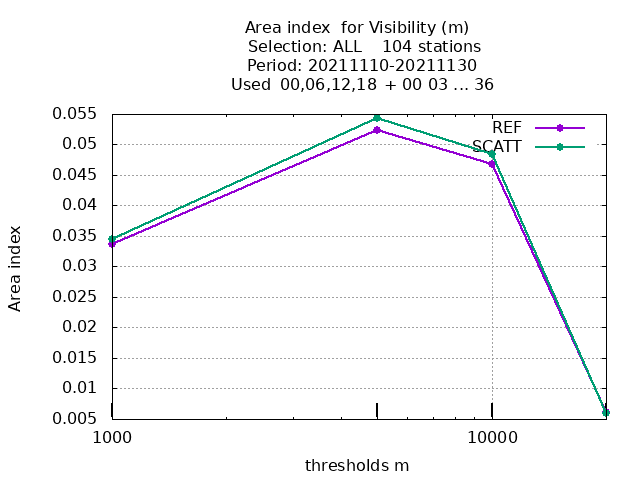 Area index  for Visibility (m)
Selection: ALL    104 stations
Period: 20211110-20211130
Used  00,06,12,18  + 00 03 ... 36
0.055
0.05
0.045
0.04
0.035
0.03
0.025
0.02
0.015
0.01
0.005
Area index
REF
SCATT
1000
10000
thresholds m